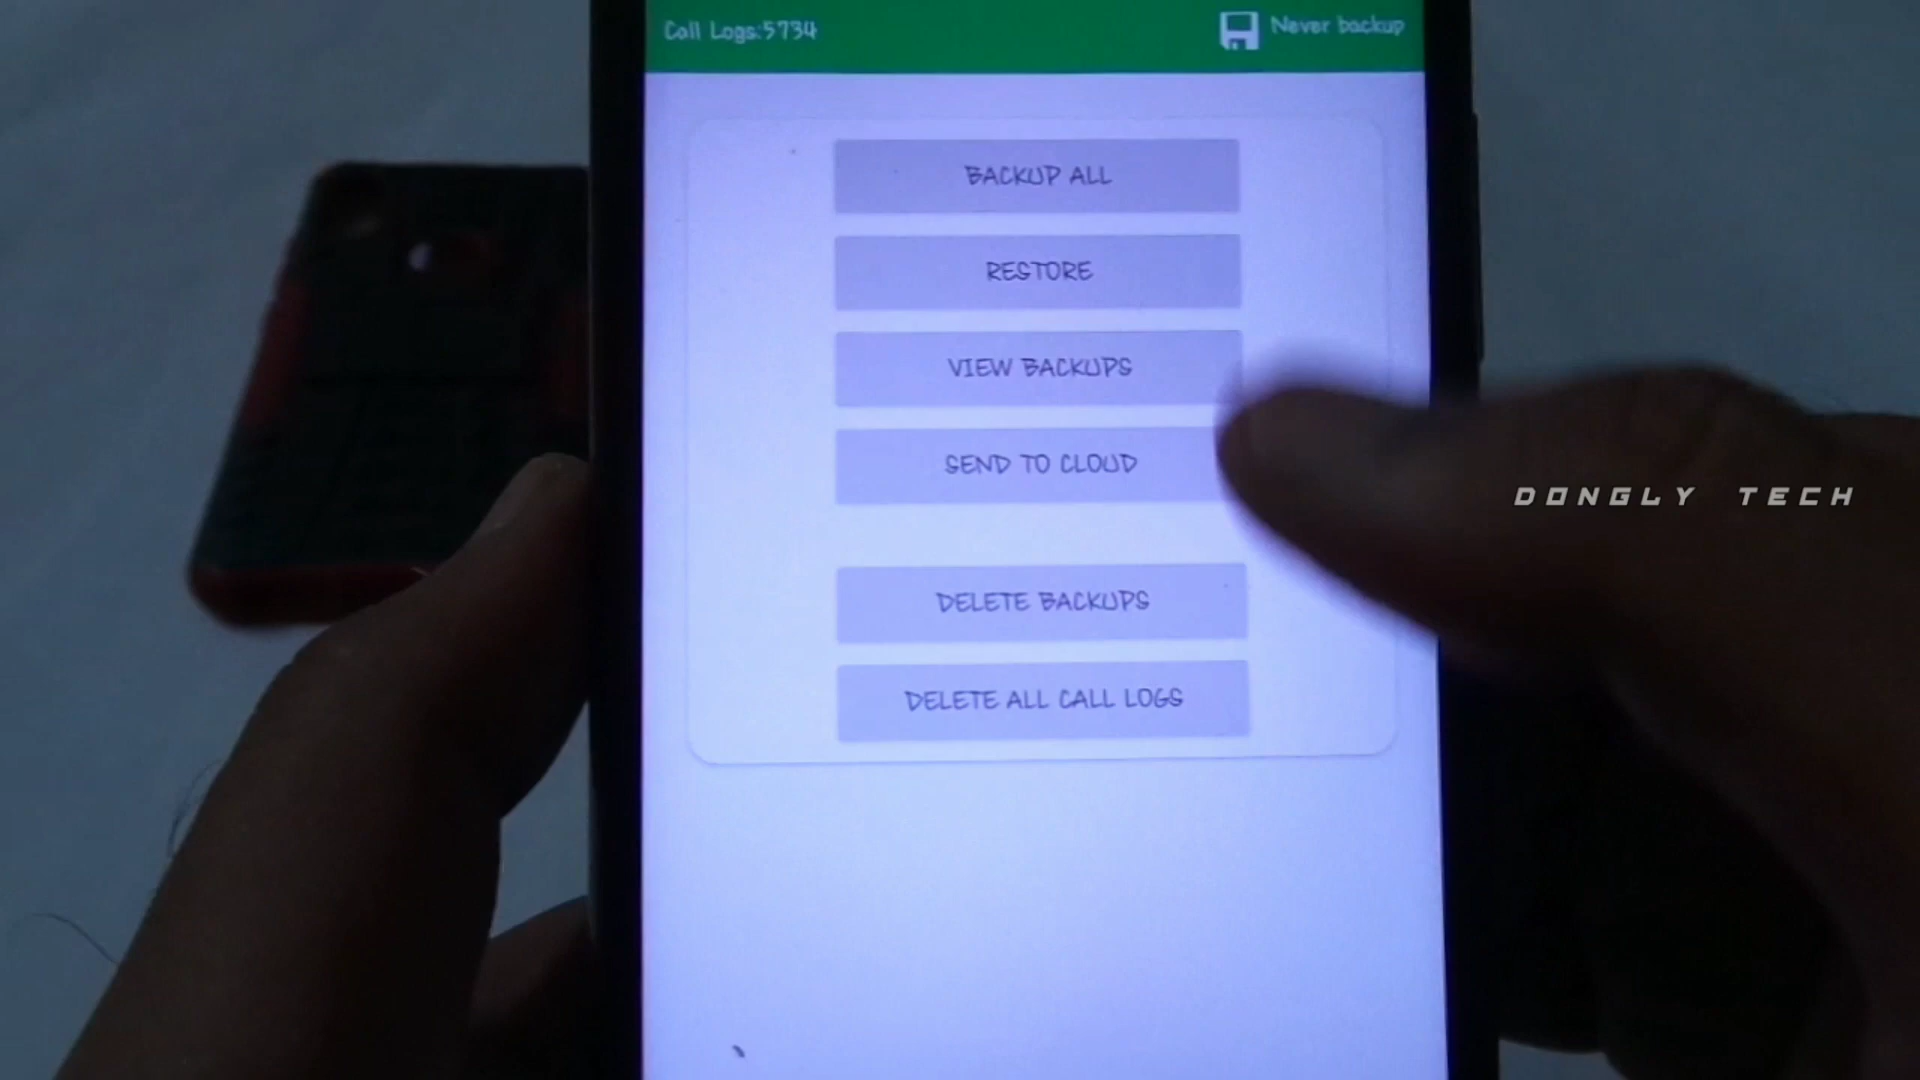 Call Logs:5734
Never backup
BACKUP ALL
RESTORE
VIEW BACKUPS
SEND TO CLOUD
DONGLY TECH
DELETE BACKUPS
DELETE ALL CALL LOGS